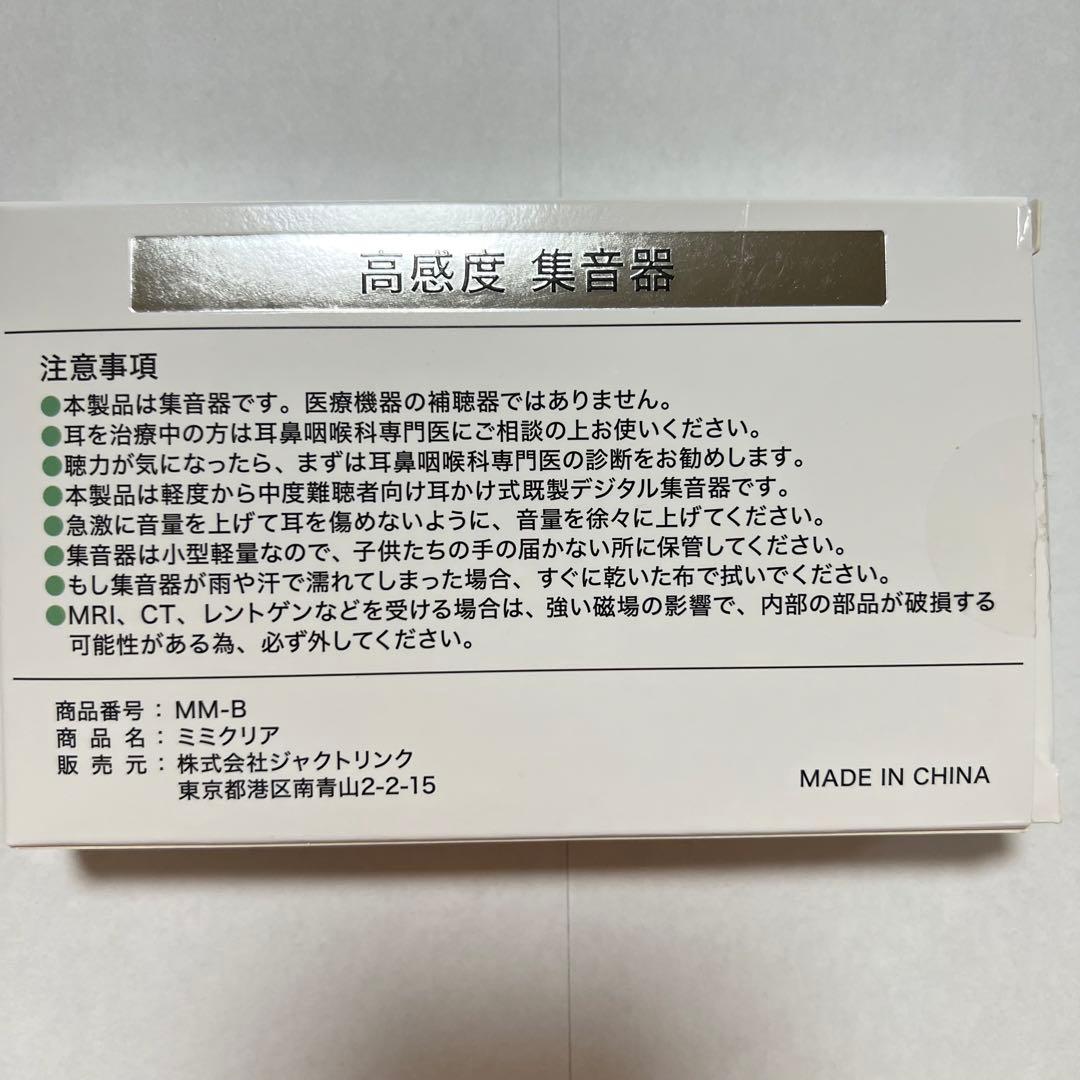 高感度 集音器
注意事項
●本製品は集音器です。医療機器の補聴器ではありません。
●耳を治療中の方は耳鼻咽喉科専門医にご相談の上お使いください。
●聴力が気になったら、まずは耳鼻咽喉科専門医の診断をお勧めします。
●本製品は軽度から中度難聴者向け耳かけ式既製デジタル集音器です。
●急激に音量を上げて耳を傷めないように、音量を徐々に上げてください。
●集音器は小型軽量なので、子供たちの手の届かない所に保管してください。
●もし集音器が雨や汗で濡れてしまった場合、すぐに乾いた布で拭いでください。
●MRI、CT、レントゲンなどを受ける場合は、強い磁場の影響で、内部の部品が破損する
可能性がある為、必ず外してください。
商品番号：MM-B
商品名：ミミクリア
販売元：株式会社ジャクトリンク
東京都港区南青山2-2-15
MADE IN CHINA